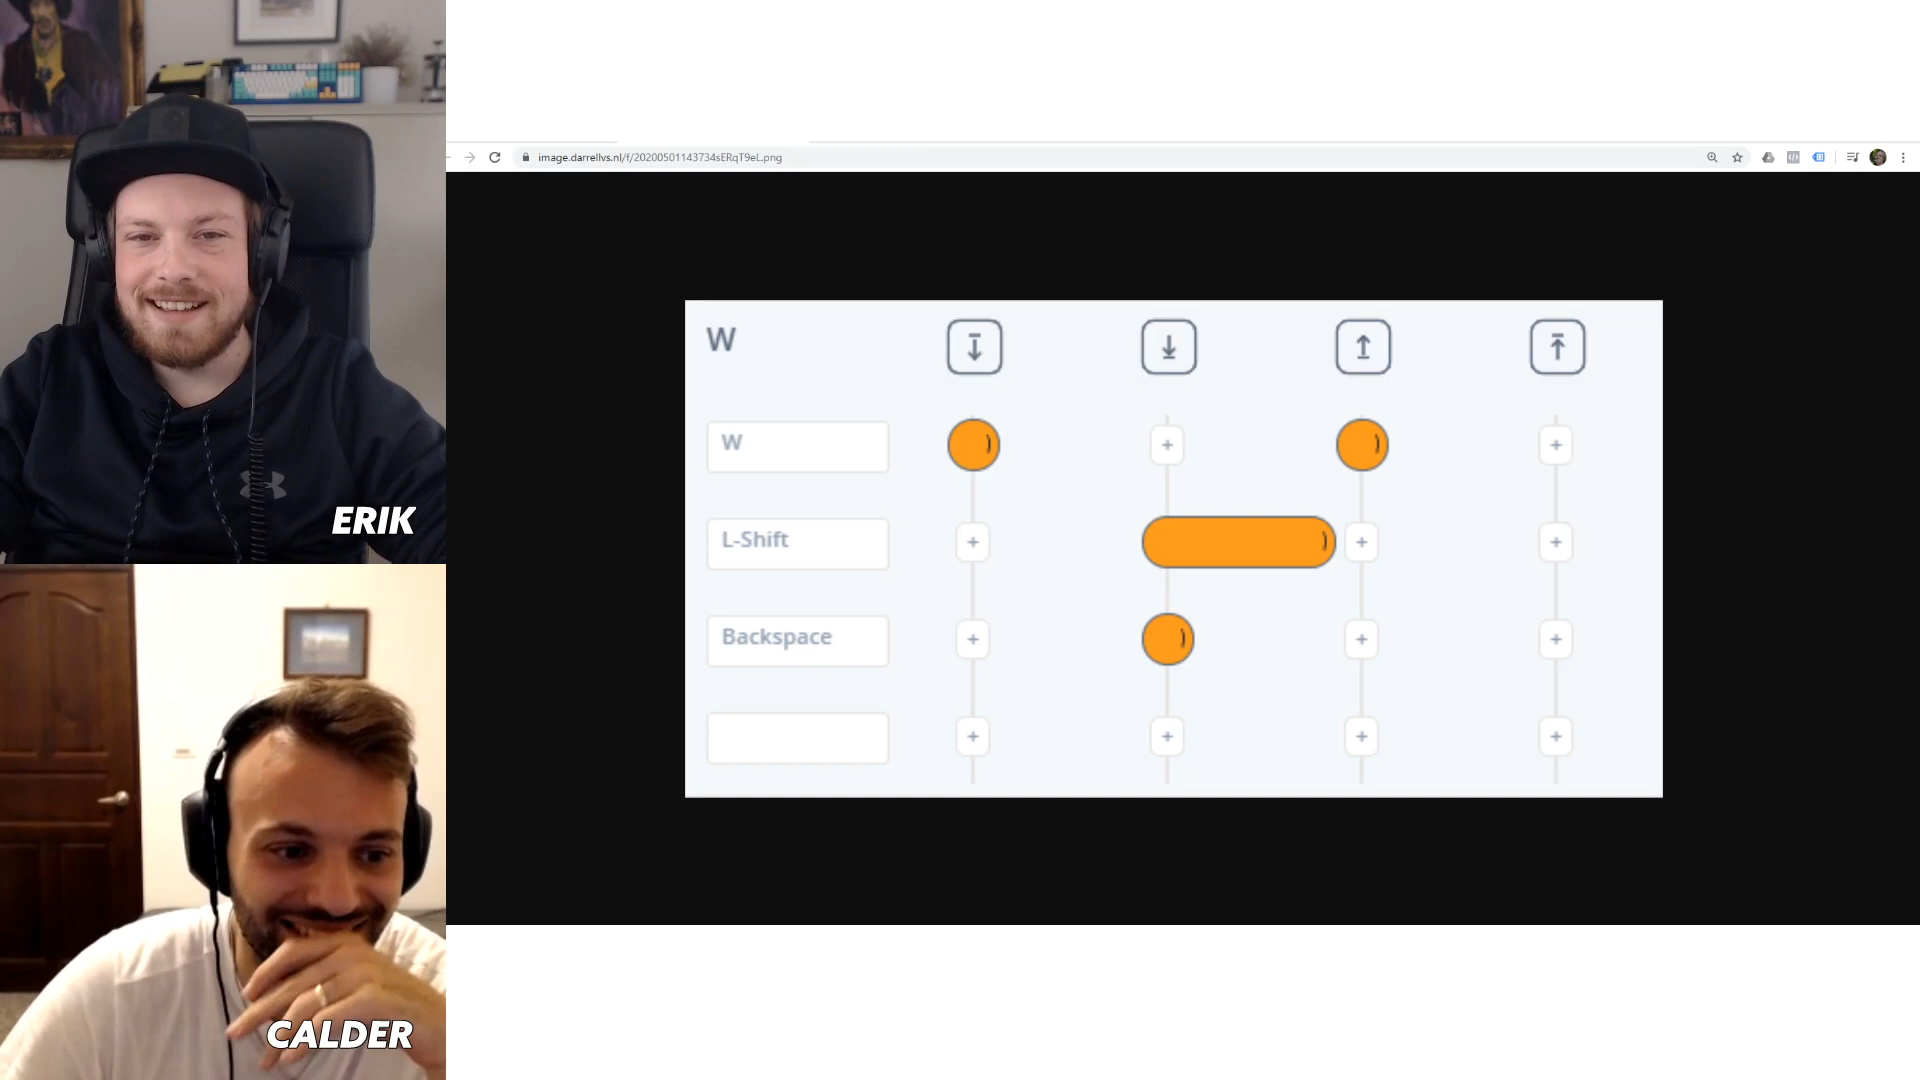 image.darrellvs.nl/f/20200501143734sERqT9eL.png
W
W
L-Shift
Backspace
ERIK
CALDER